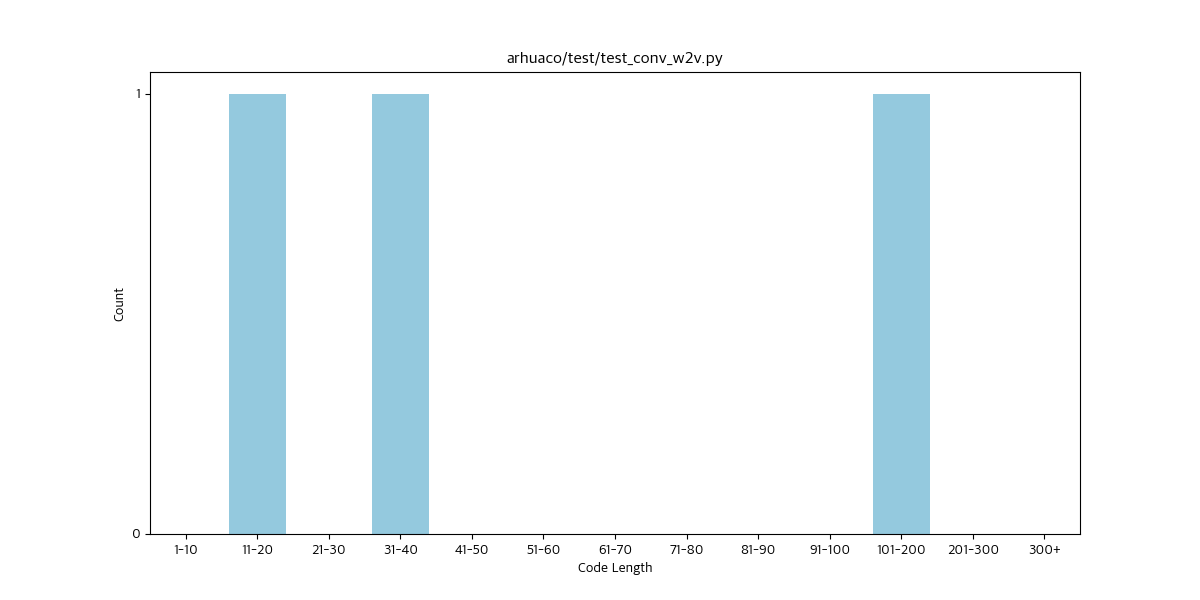 arhuaco/test/test_conv_w2v.py
Count
1
0
1-10 11-20 21-30 31-40 41-50 51-60 61-70 71-80 81-90 91-100 101-200 201-300 300+
Code Length